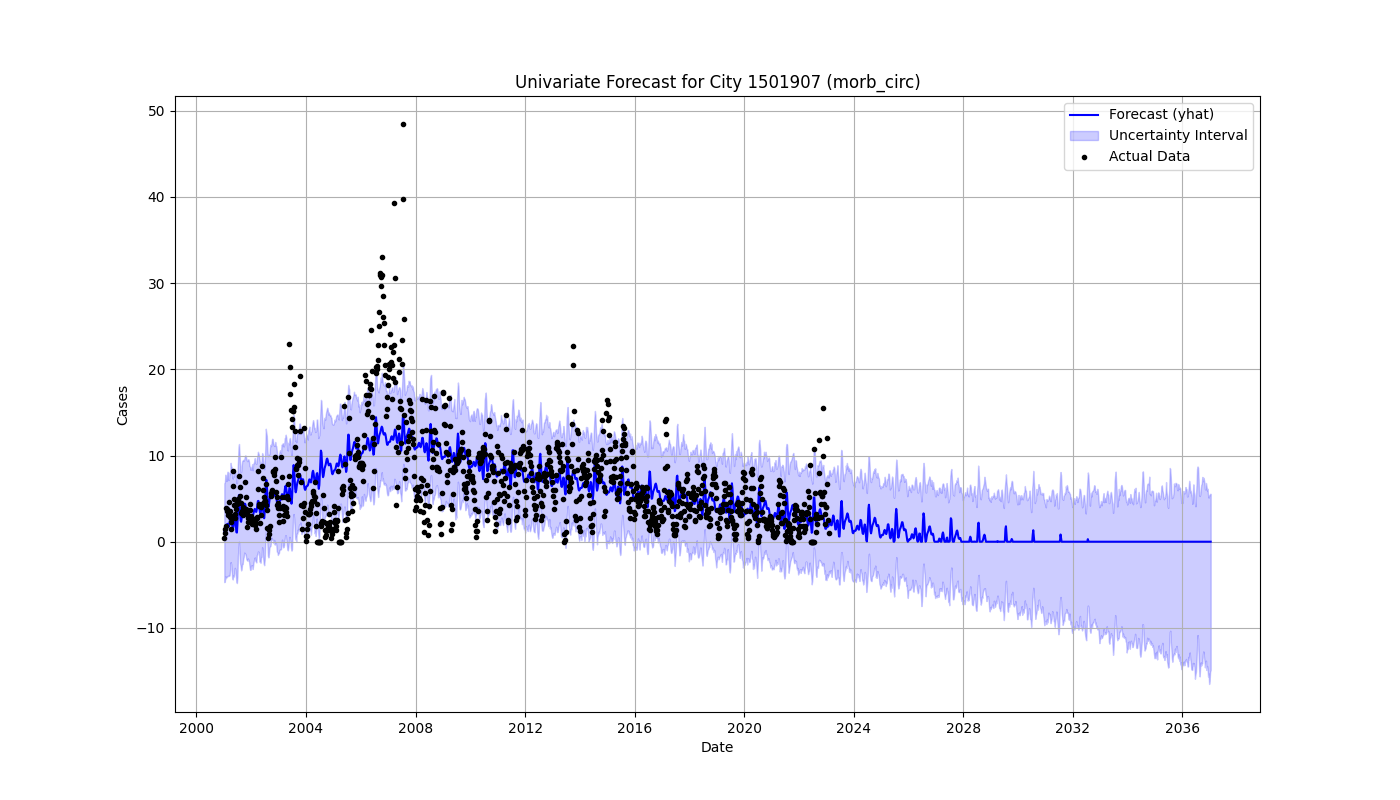 Univariate Forecast for City 1501907 (morb_circ)
Forecast (yhat)
Uncertainty Interval
Actual Data
Cases
50
40
30
20
10
0
−10
2000 2004 2008 2012 2016 2020 2024 2028 2032 2036
Date